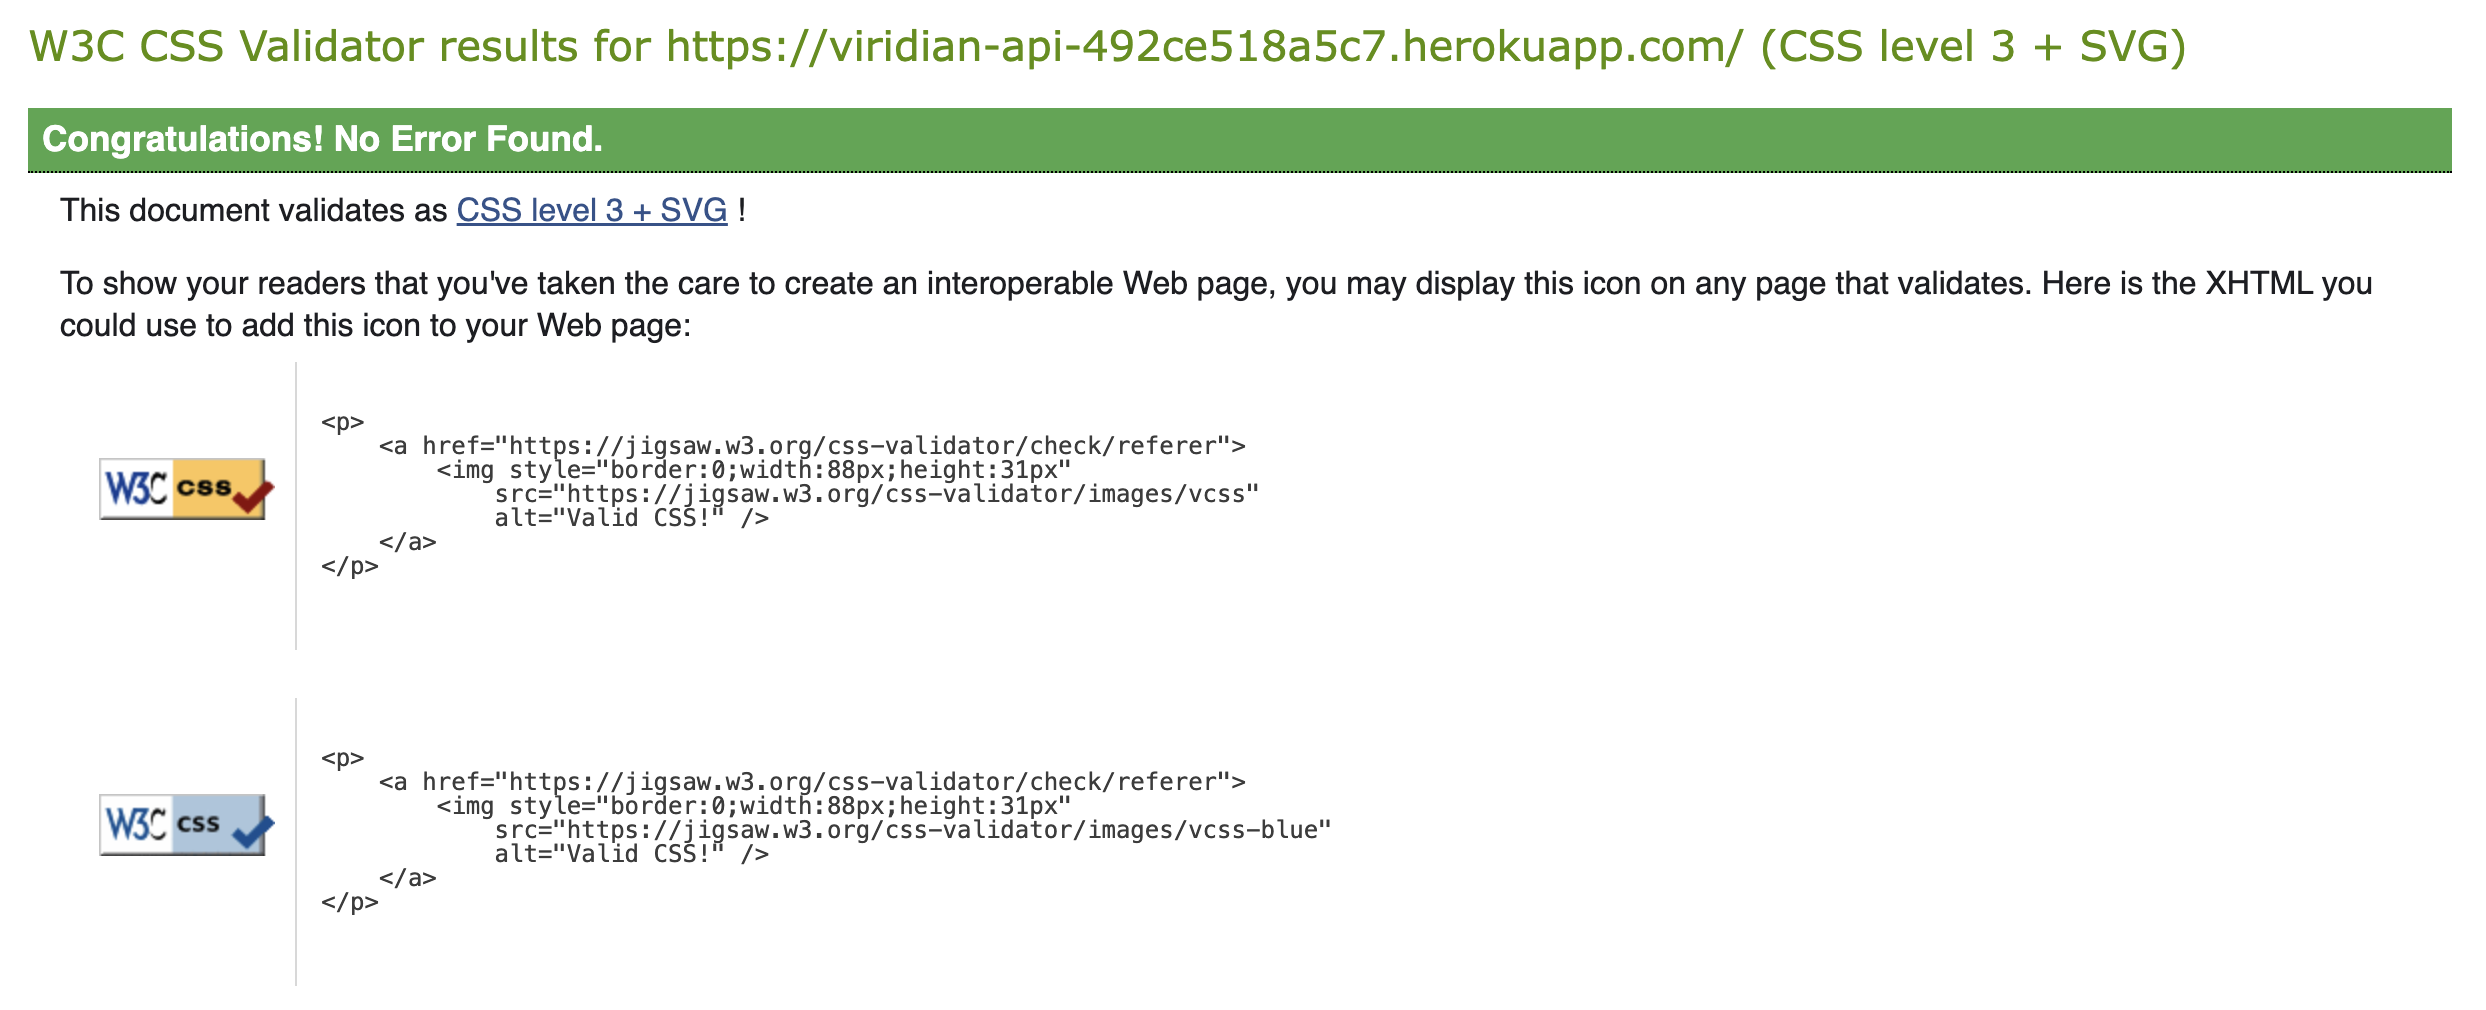 W3C CSS Validator results for https://viridian-api-492ce518a5c7.herokuapp.com/ (CSS level 3 + SVG)
Congratulations! No Error Found.
This document validates as CSS level 3 + SVG !
To show your readers that you've taken the care to create an interoperable Web page, you may display this icon on any page that validates. Here is the XHTML you
could use to add this icon to your Web page:
W3C css
<p>
    <a href="https://jigsaw.w3.org/css-validator/check/referer">
        <img style="border:0;width:88px;height:31px"
            src="https://jigsaw.w3.org/css-validator/images/vcss"
            alt="Valid CSS!" />
    </a>
</p>
W3C css
<p>
    <a href="https://jigsaw.w3.org/css-validator/check/referer">
        <img style="border:0;width:88px;height:31px"
            src="https://jigsaw.w3.org/css-validator/images/vcss-blue"
            alt="Valid CSS!" />
    </a>
</p>